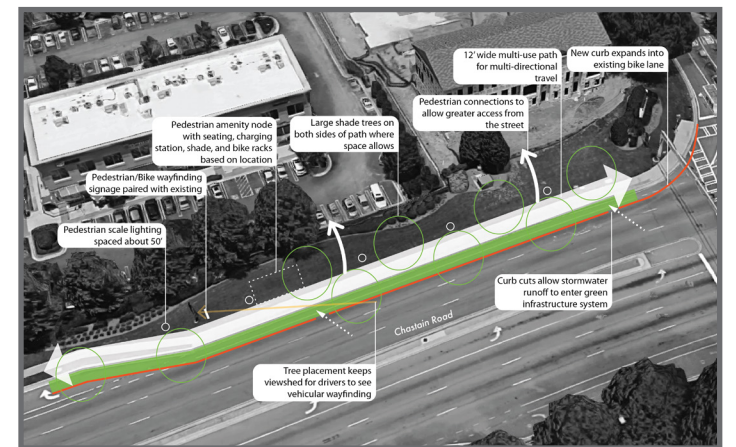 12' wide multi-use path
for multi-directional
travel
New curb expands into
existing bike lane
Pedestrian connections to
allow greater access from
the street
Large shade trees on
both sides of path where
space allows
Pedestrian amenity node
with seating, charging
station, shade, and bike racks
based on location
Pedestrian/Bike wayfinding
signage paired with existing
Pedestrian scale lighting
spaced about 50'
Curb cuts allow stormwater
runoff to enter green
infrastructure system
Chastain Road
Tree placement keeps
viewshed for drivers to see
vehicular wayfinding